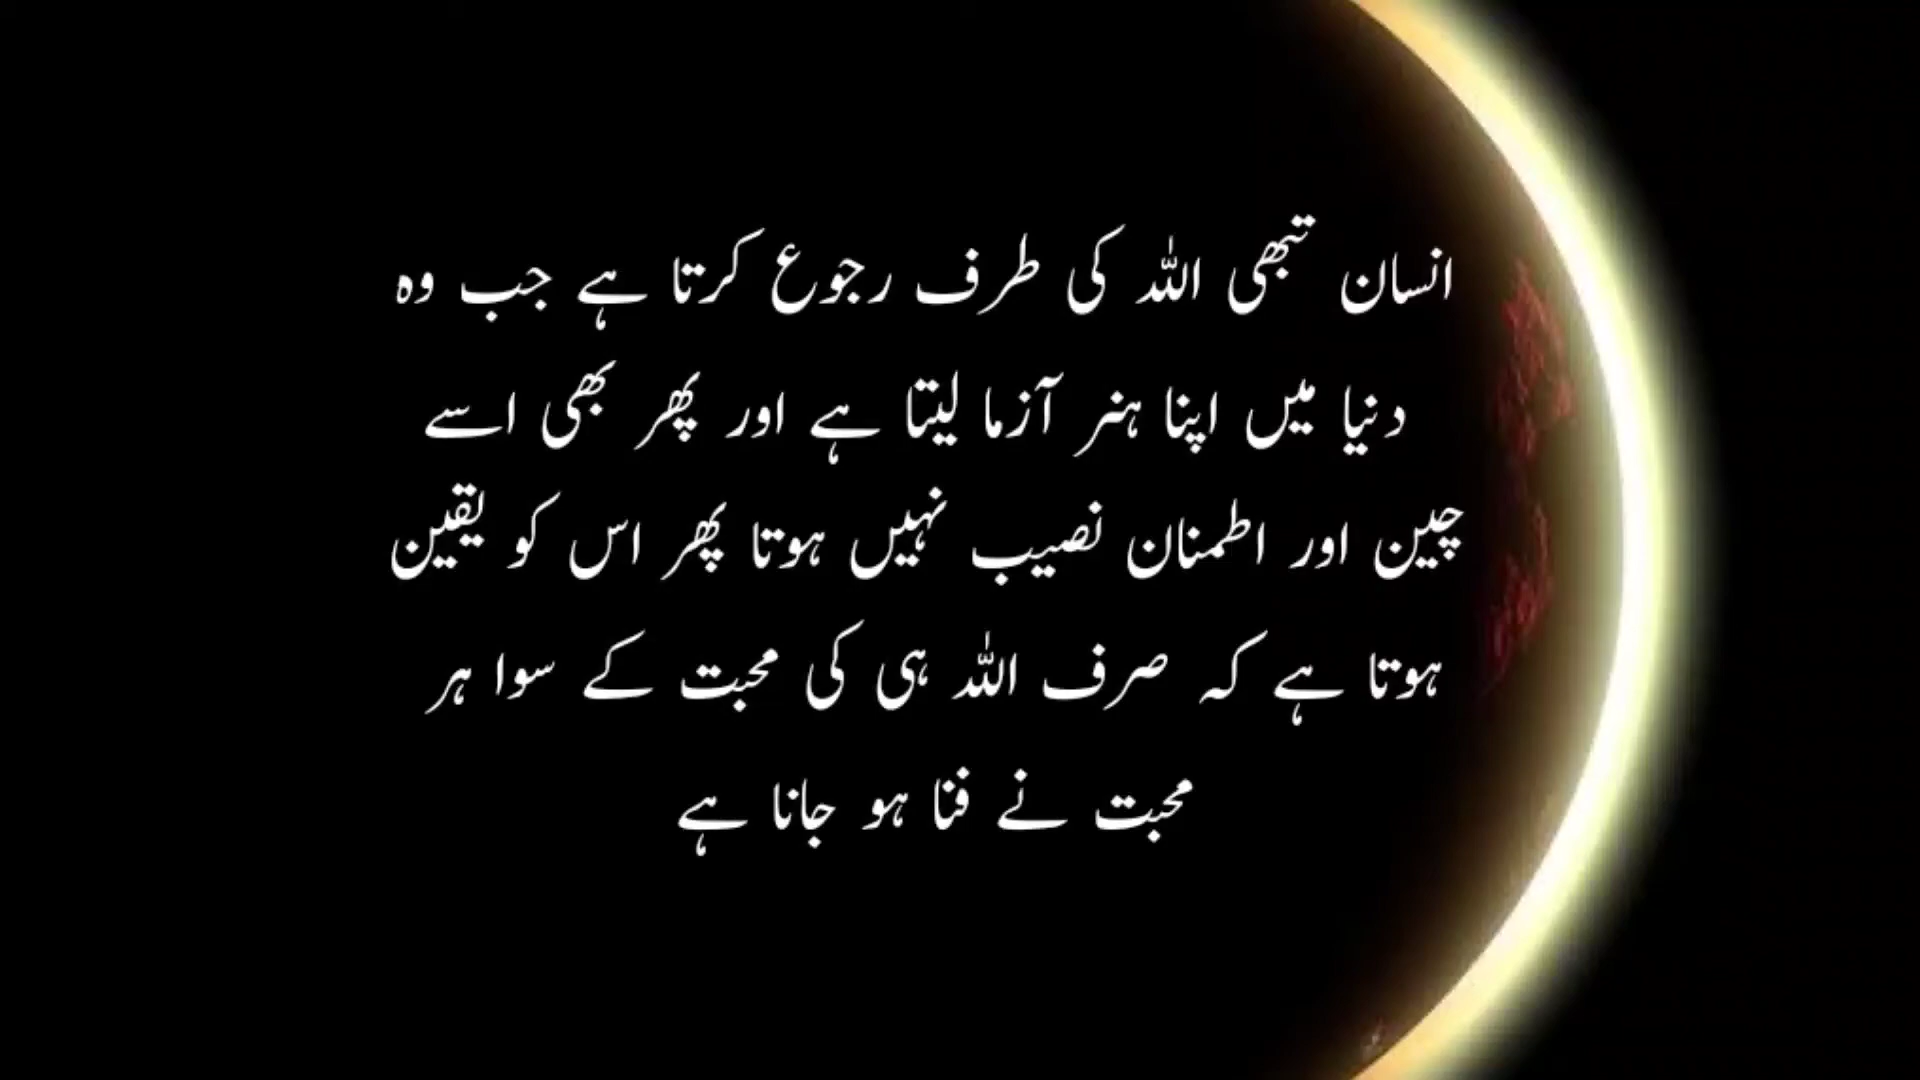 انسان تبھی اللہ کی طرف رجوع کرتا ہے جب وہ
دنیا میں اپنا ہنر آزما لیتا ہے اور پھر بھی اسے
چین اور اطمنان نصیب نہیں ہوتا پھر اس کو یقین
ہوتا ہے کہ صرف اللہ ہی کی محبت کے سوا ہر
محبت نے فنا ہو جانا ہے